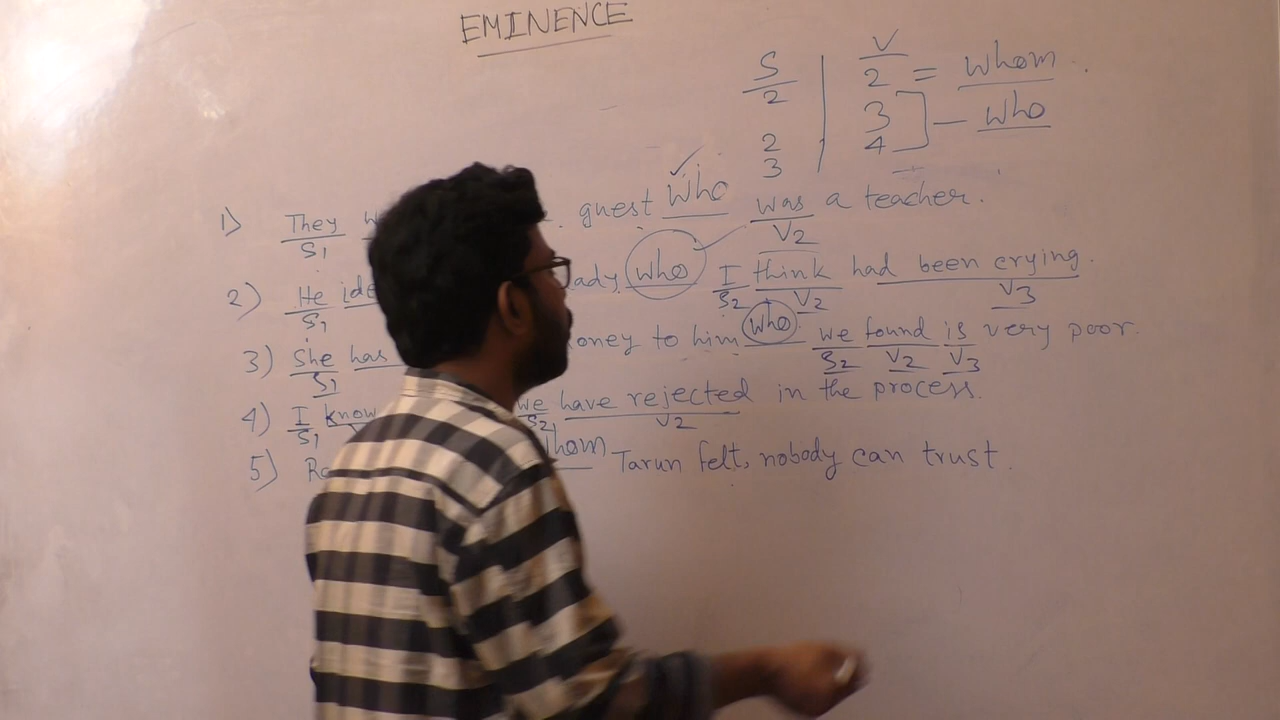 EMINENCE
S | V
2 | 2 = whom.
2 | 3 ] — who
3 | 4
1) They guest who was a teacher.
S1 V2
2) He ady who I think had been crying.
S1 S2 V2 V3
3) She has oney to him who we found is very poor.
S1 S2 V2 V3
4) I know we have rejected in the process.
S1 S2 V2
5) hom Tarun felt, nobody can trust.